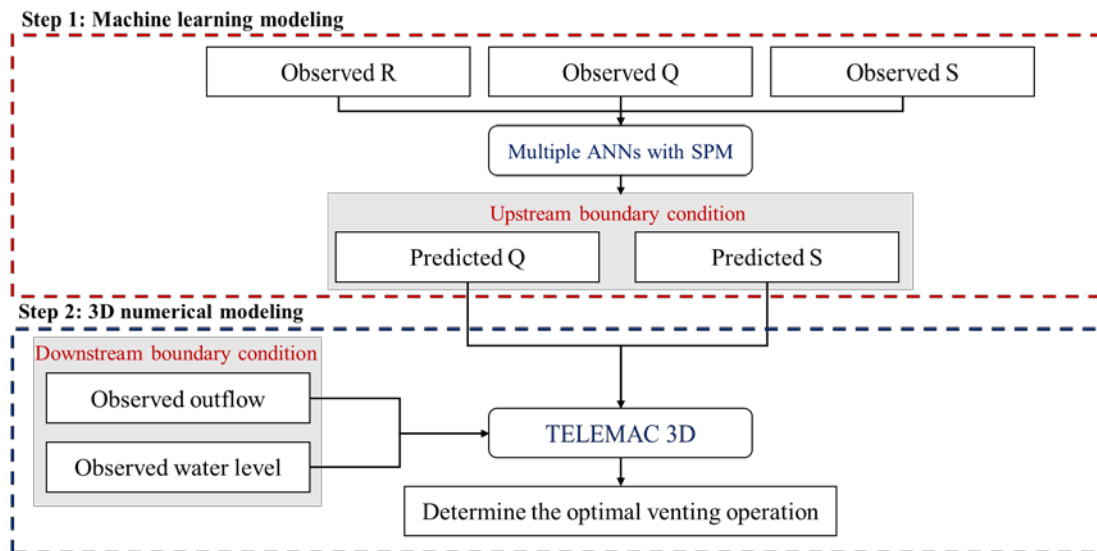 Step 1: Machine learning modeling
Observed R
Observed Q
Observed S
Multiple ANNs with SPM
Upstream boundary condition
Predicted Q
Predicted S
Step 2: 3D numerical modeling
Downstream boundary condition
Observed outflow
Observed water level
TELEMAC 3D
Determine the optimal venting operation